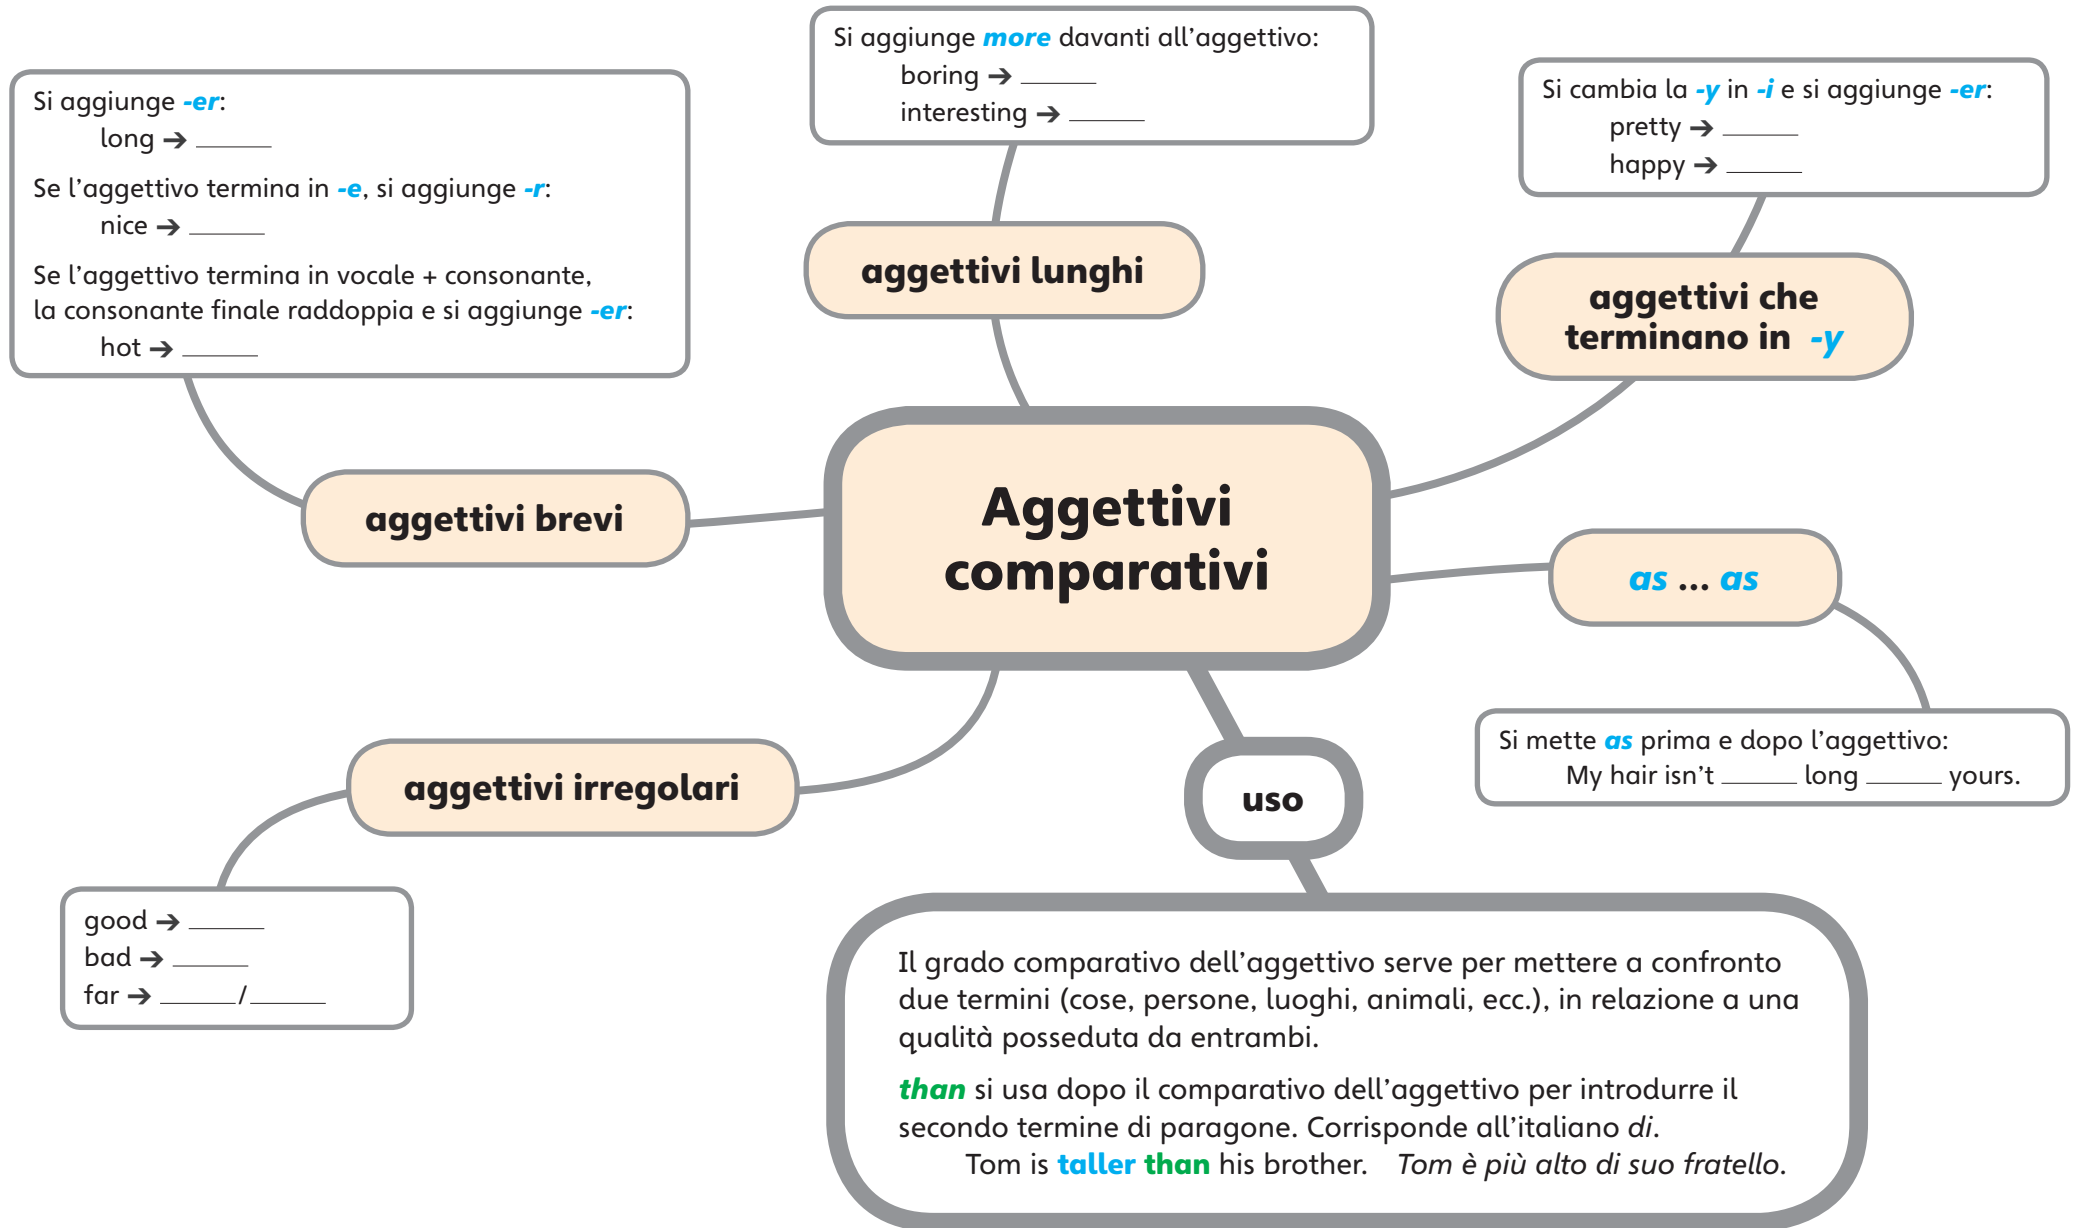 Si aggiunge -er:
long ➔ ______
Se l’aggettivo termina in -e, si aggiunge -r:
nice ➔ ______
Se l’aggettivo termina in vocale + consonante,
la consonante finale raddoppia e si aggiunge -er:
hot ➔ ______
Si aggiunge more davanti all’aggettivo:
boring ➔ ______
interesting ➔ ______
Si cambia la -y in -i e si aggiunge -er:
pretty ➔ ______
happy ➔ ______
aggettivi lunghi
aggettivi che
terminano in -y
aggettivi brevi
Aggettivi
comparativi
as ... as
Si mette as prima e dopo l’aggettivo:
My hair isn’t ______ long ______ yours.
aggettivi irregolari
uso
good ➔ ______
bad ➔ ______
far ➔ ______/______
Il grado comparativo dell’aggettivo serve per mettere a confronto
due termini (cose, persone, luoghi, animali, ecc.), in relazione a una
qualità posseduta da entrambi.
than si usa dopo il comparativo dell’aggettivo per introdurre il
secondo termine di paragone. Corrisponde all’italiano di.
Tom is taller than his brother. Tom è più alto di suo fratello.